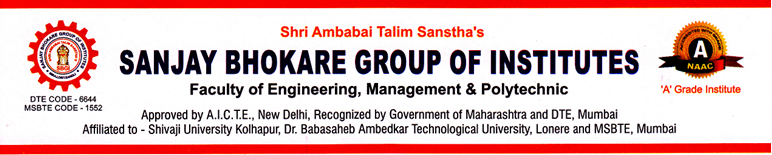 Shri Ambabai Talim Sanstha's
SANJAY BHOKARE GROUP OF INSTITUTES
Faculty of Engineering, Management & Polytechnic
DTE CODE - 6644
MSBTE CODE - 1552
A
NAAC
'A' Grade Institute
Approved by A.I.C.T.E., New Delhi, Recognized by Government of Maharashtra and DTE, Mumbai
Affiliated to - Shivaji University Kolhapur, Dr. Babasaheb Ambedkar Technological University, Lonere and MSBTE, Mumbai